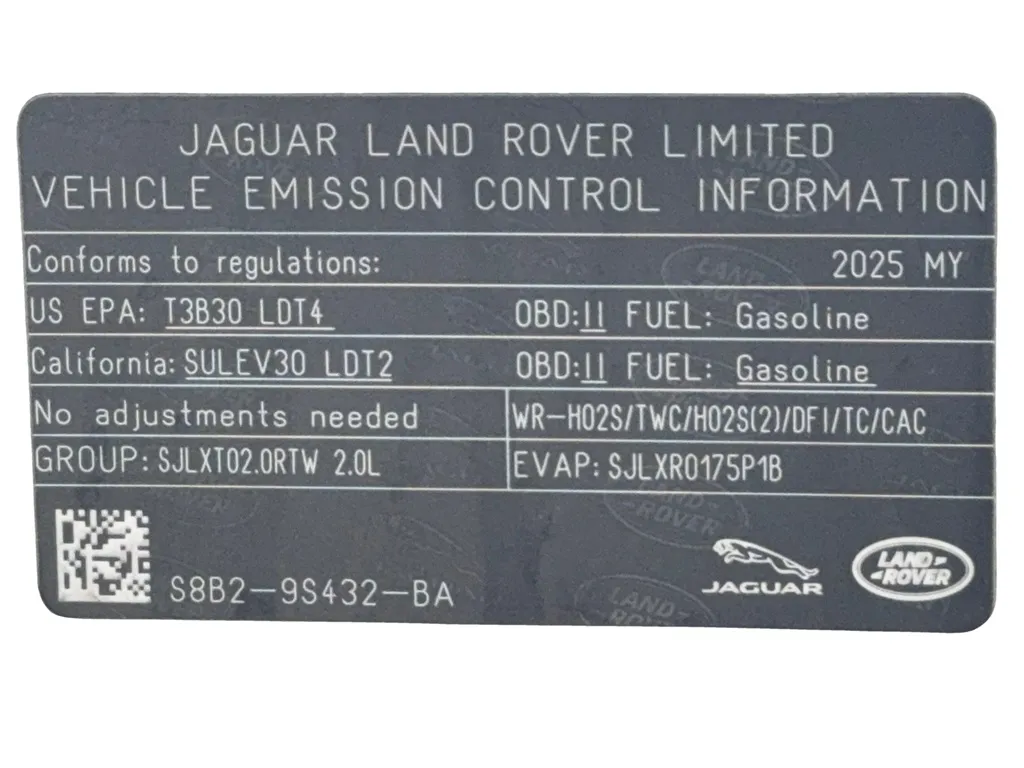 JAGUAR LAND ROVER LIMITED
VEHICLE EMISSION CONTROL INFORMATION
Conforms to regulations: 2025 MY
US EPA: T3B30 LDT4 OBD:II FUEL: Gasoline
California: SULEV30 LDT2 OBD:II FUEL: Gasoline
No adjustments needed WR-HO2S/TWC/HO2S(2)/DFI/TC/CAC
GROUP: SJLXT02.0RTW 2.0L EVAP: SJLXR0175P1B
S8B2-9S432-BA
JAGUAR
LAND-
-ROVER